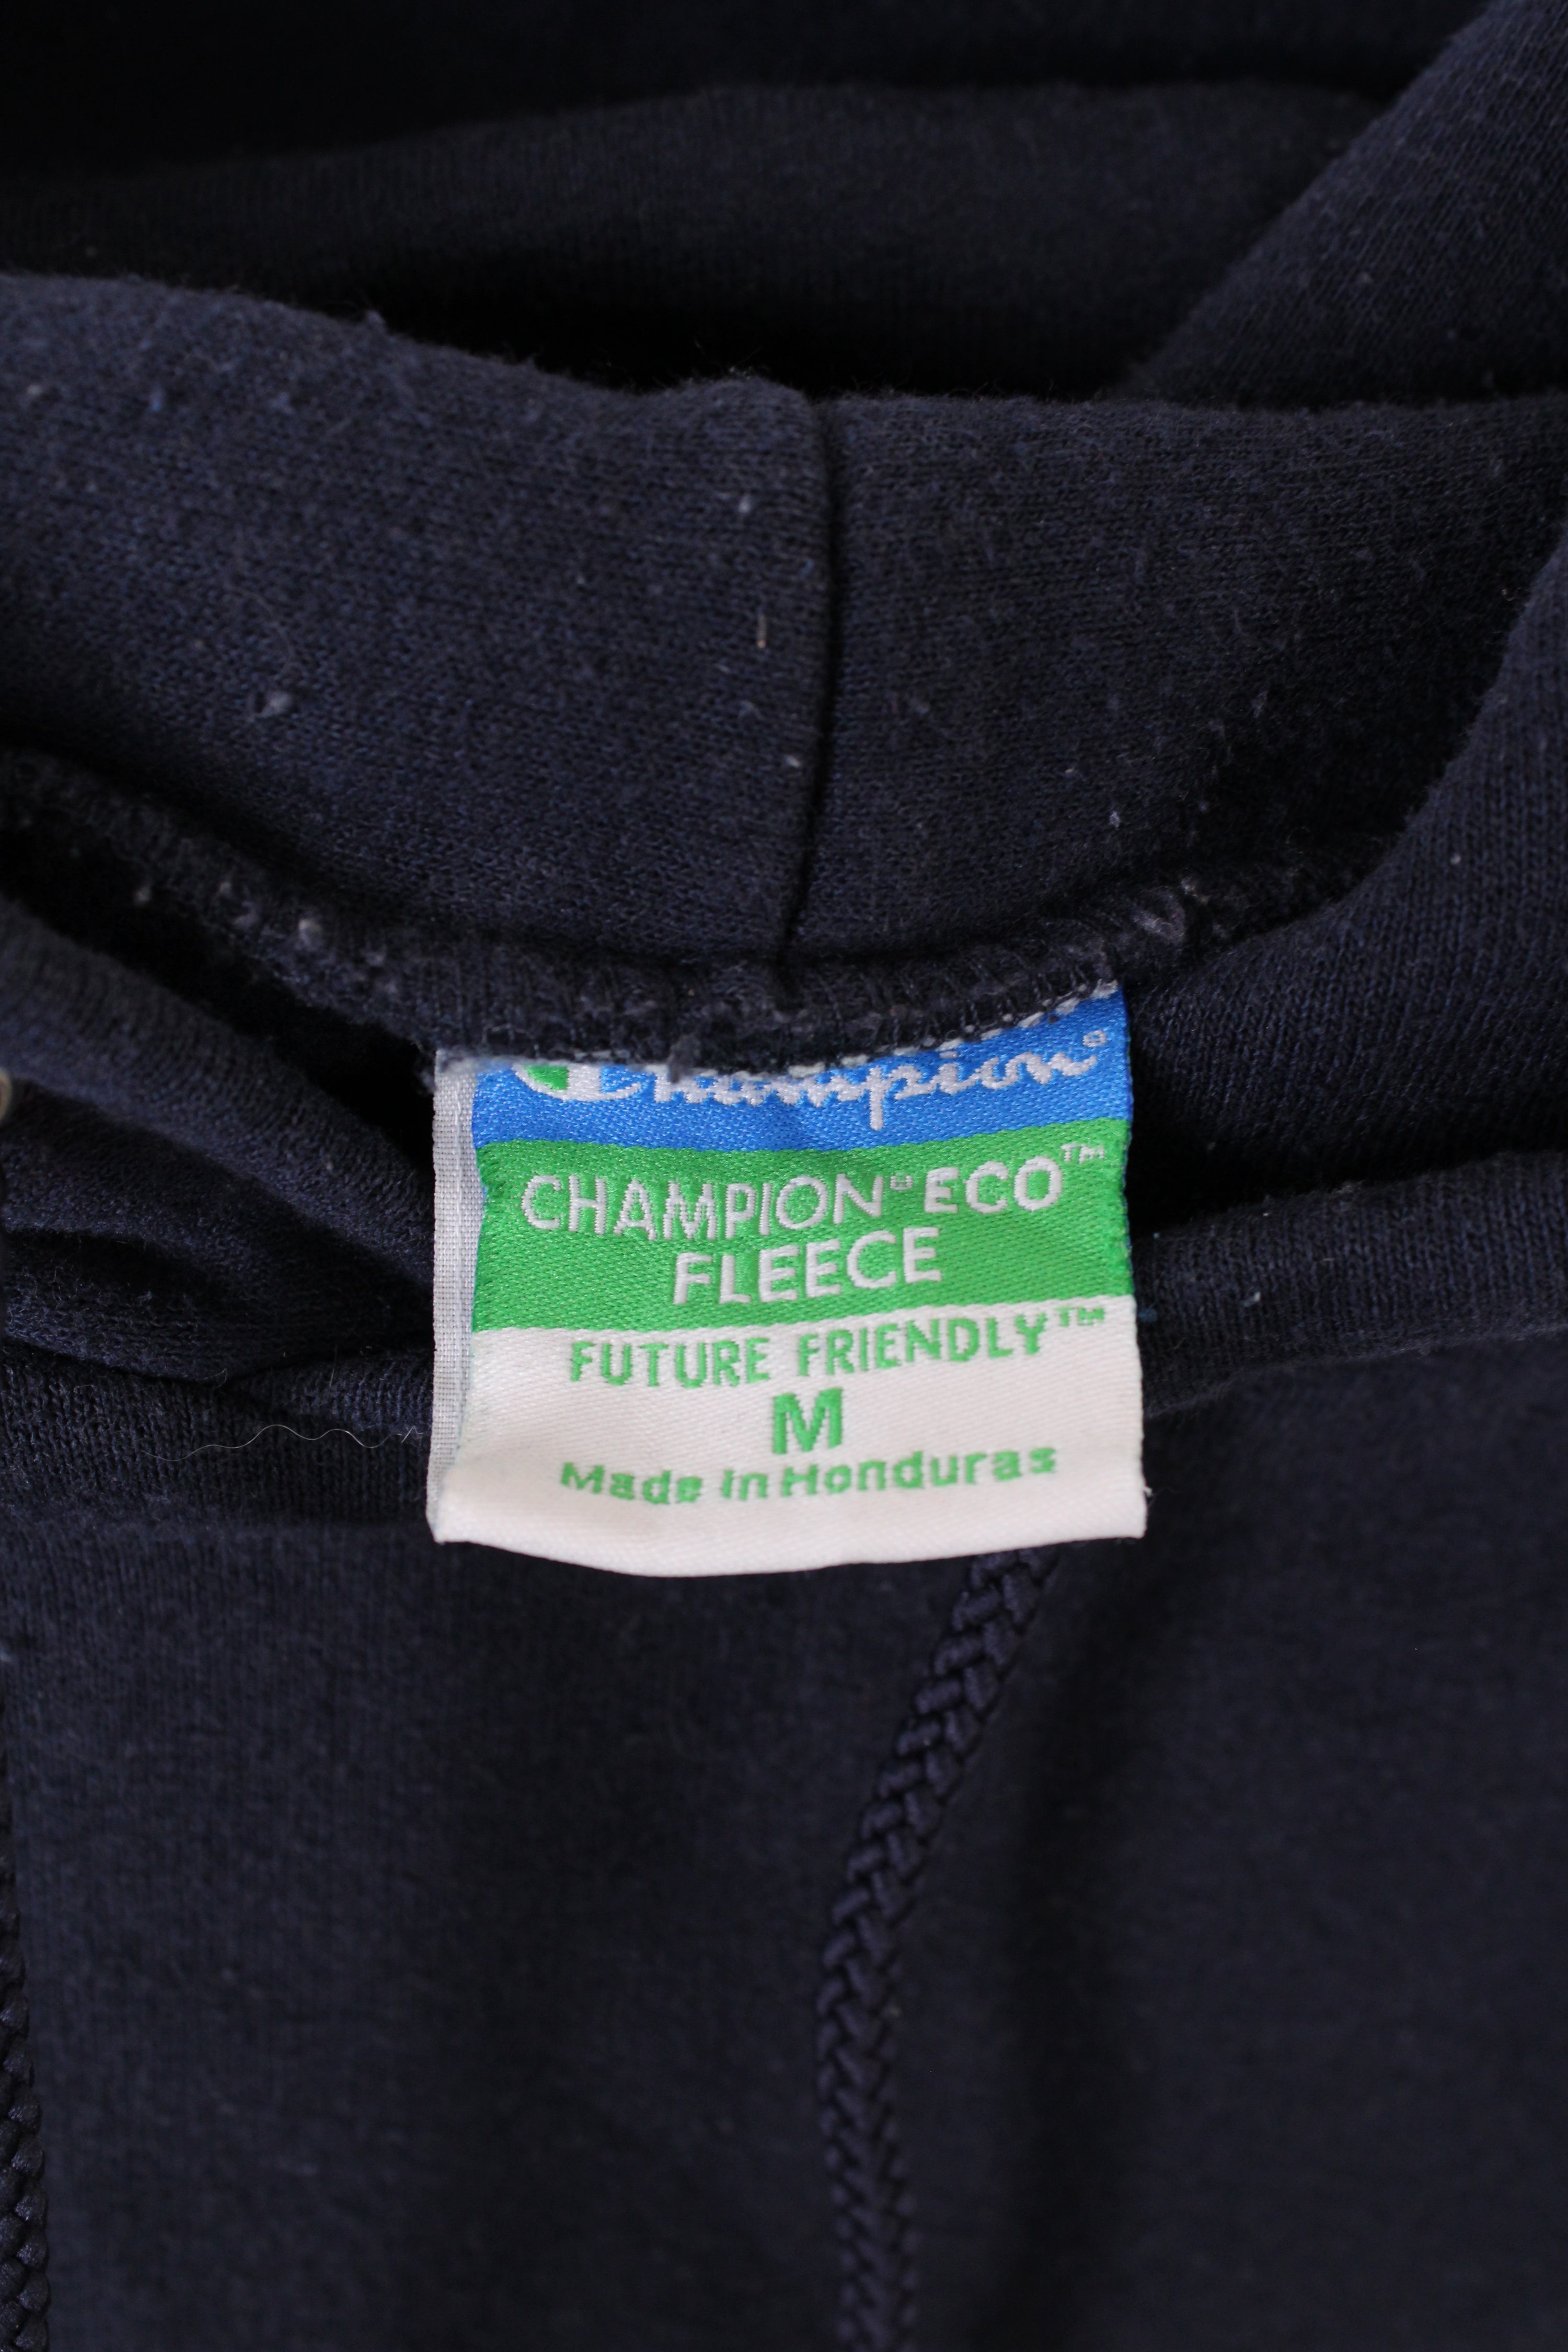 Champion®
CHAMPION® ECO™
FLEECE
FUTURE FRIENDLY™
M
Made in Honduras